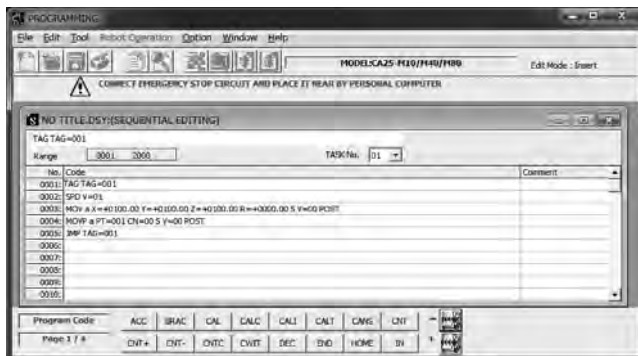 PROGRAMMING
File Edit Tool Robot Operation Option Window Help
MODEL:CA25-M10/M40/M80
Edit Mode : Insert
CONNECT EMERGENCY STOP CIRCUIT AND PLACE IT NEAR BY PERSONAL COMPUTER
NO TITLE.DSY:(SEQUENTIAL EDITING)
TAG TAG=001
Range 0001 2000 TASK No. 01
No. Code Comment
0001: TAG TAG=001
0002: SPD V=01
0003: MOV a X=+0100.00 Y=+0100.00 Z=+0100.00 R=+0000.00 S V=00 POST
0004: MOVP a PT=001 CN=00 S V=00 POST
0005: JMP TAG=001
0006:
0007:
0008:
0009:
0010:
Program Code ACC BRAC CAL CALC CALI CALT CANS CNT -
Page 1 / 4 CNT+ CNT- CNTC CWIT DEC END HOME IN +